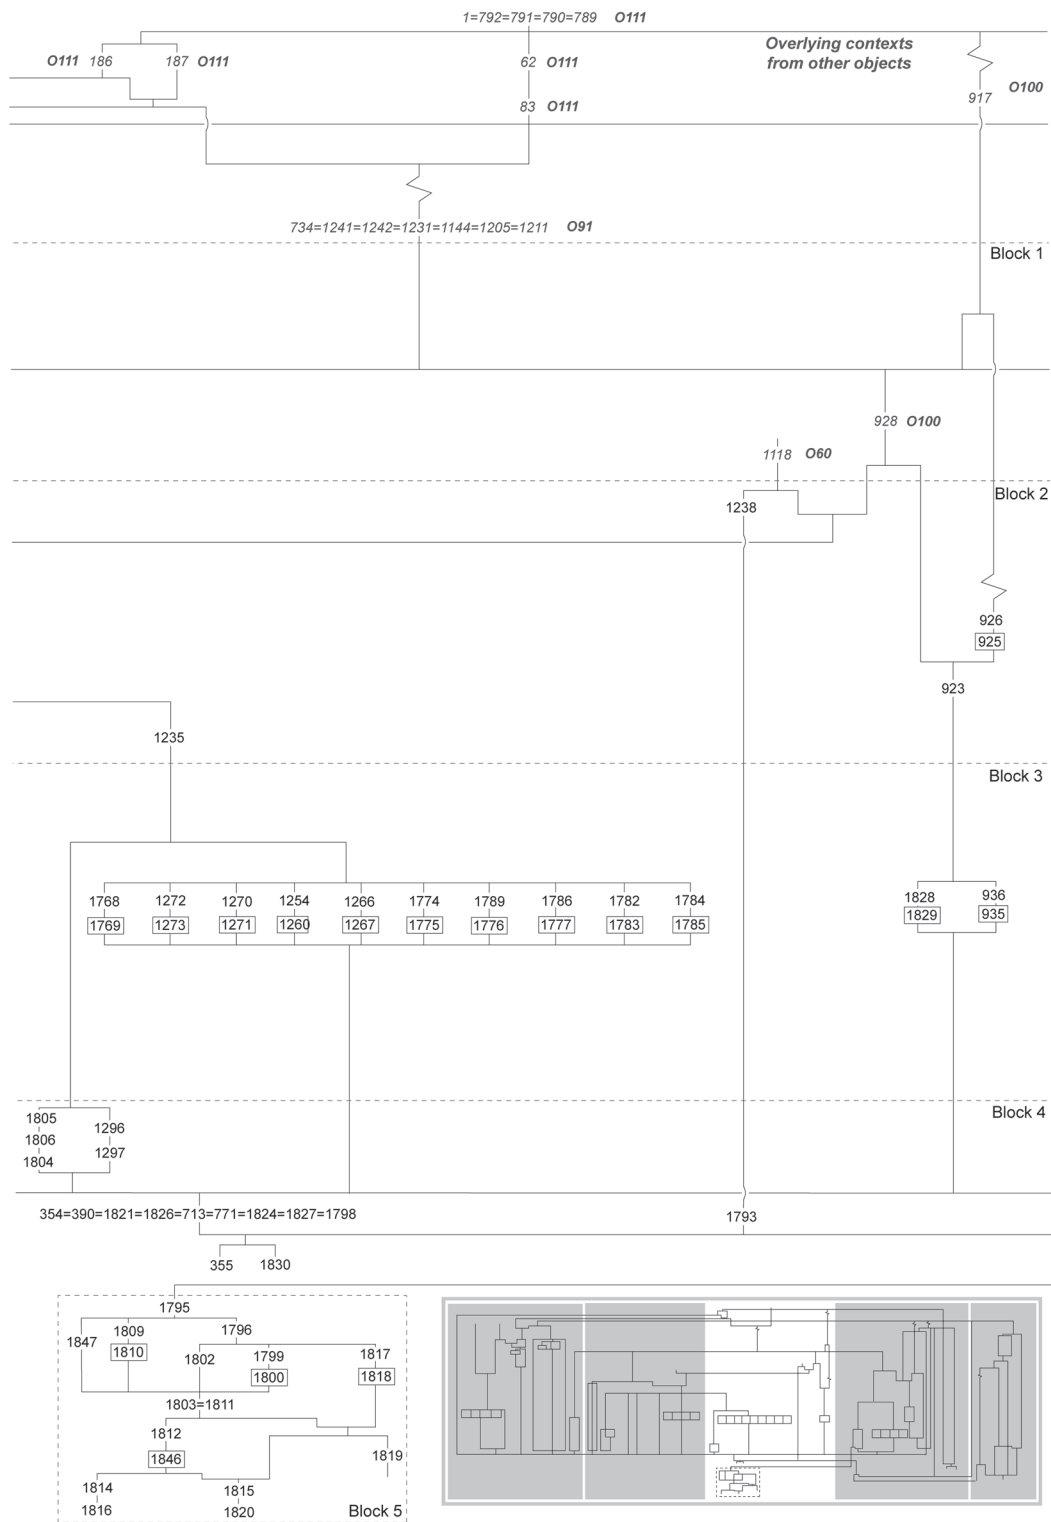 1=792=791=790=789 O111
O111 186 187 O111 62 O111 Overlying contexts
from other objects
917 O100
83 O111
734=1241=1242=1231=1144=1205=1211 O91
Block 1
928 O100
1118 O60
Block 2
1238
926
925
923
1235
Block 3
1768 1272 1270 1254 1266 1774 1789 1786 1782 1784 1828 936
1769 1273 1271 1260 1267 1775 1776 1777 1783 1785 1829 935
Block 4
1805 1296
1806
1804 1297
354=390=1821=1826=713=771=1824=1827=1798 1793
355 1830
1795
1809 1796
1847 1810 1802 1799 1817
1800 1818
1803=1811
1812
1846 1819
1814 1815
1816 1820 Block 5